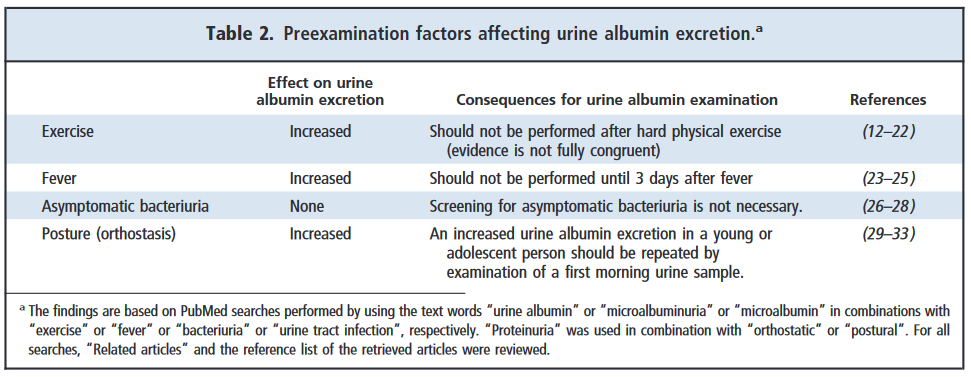 Table 2. Preexamination factors affecting urine albumin excretion.a
Effect on urine albumin excretion Consequences for urine albumin examination References
Exercise Increased Should not be performed after hard physical exercise (12–22)
(evidence is not fully congruent)
Fever Increased Should not be performed until 3 days after fever (23–25)
Asymptomatic bacteriuria None Screening for asymptomatic bacteriuria is not necessary. (26–28)
Posture (orthostasis) Increased An increased urine albumin excretion in a young or (29–33)
adolescent person should be repeated by
examination of a first morning urine sample.
a The findings are based on PubMed searches performed by using the text words “urine albumin” or “microalbuminuria” or “microalbumin” in combinations with
“exercise” or “fever” or “bacteriuria” or “urine tract infection”, respectively. “Proteinuria” was used in combination with “orthostatic” or “postural”. For all
searches, “Related articles” and the reference list of the retrieved articles were reviewed.